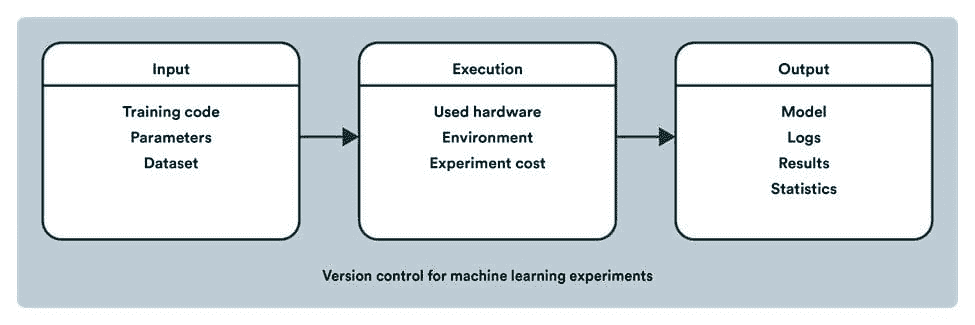 Input
Training code
Parameters
Dataset
Execution
Used hardware
Environment
Experiment cost
Output
Model
Logs
Results
Statistics
Version control for machine learning experiments